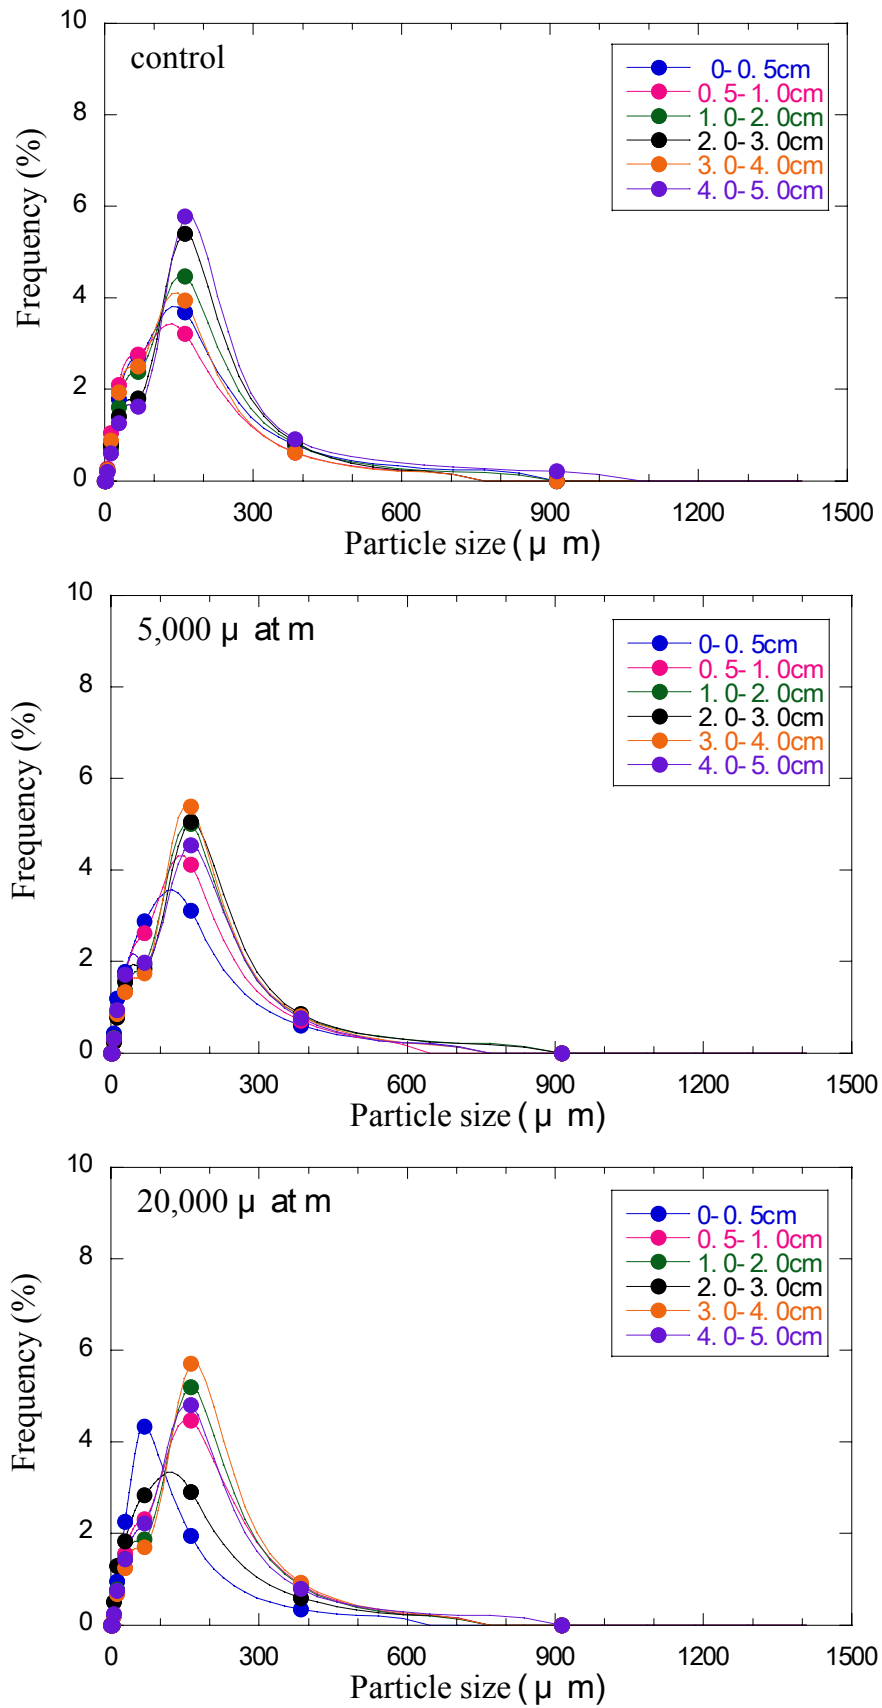 control
10
8
6
4
2
0
Frequency (%)
0-0.5cm
0.5-1.0cm
1.0-2.0cm
2.0-3.0cm
3.0-4.0cm
4.0-5.0cm
0 300 600 900 1200 1500
Particle size (μ m)
5,000 μ atm
10
8
6
4
2
0
Frequency (%)
0-0.5cm
0.5-1.0cm
1.0-2.0cm
2.0-3.0cm
3.0-4.0cm
4.0-5.0cm
0 300 600 900 1200 1500
Particle size (μ m)
20,000 μ atm
10
8
6
4
2
0
Frequency (%)
0-0.5cm
0.5-1.0cm
1.0-2.0cm
2.0-3.0cm
3.0-4.0cm
4.0-5.0cm
0 300 600 900 1200 1500
Particle size (μ m)